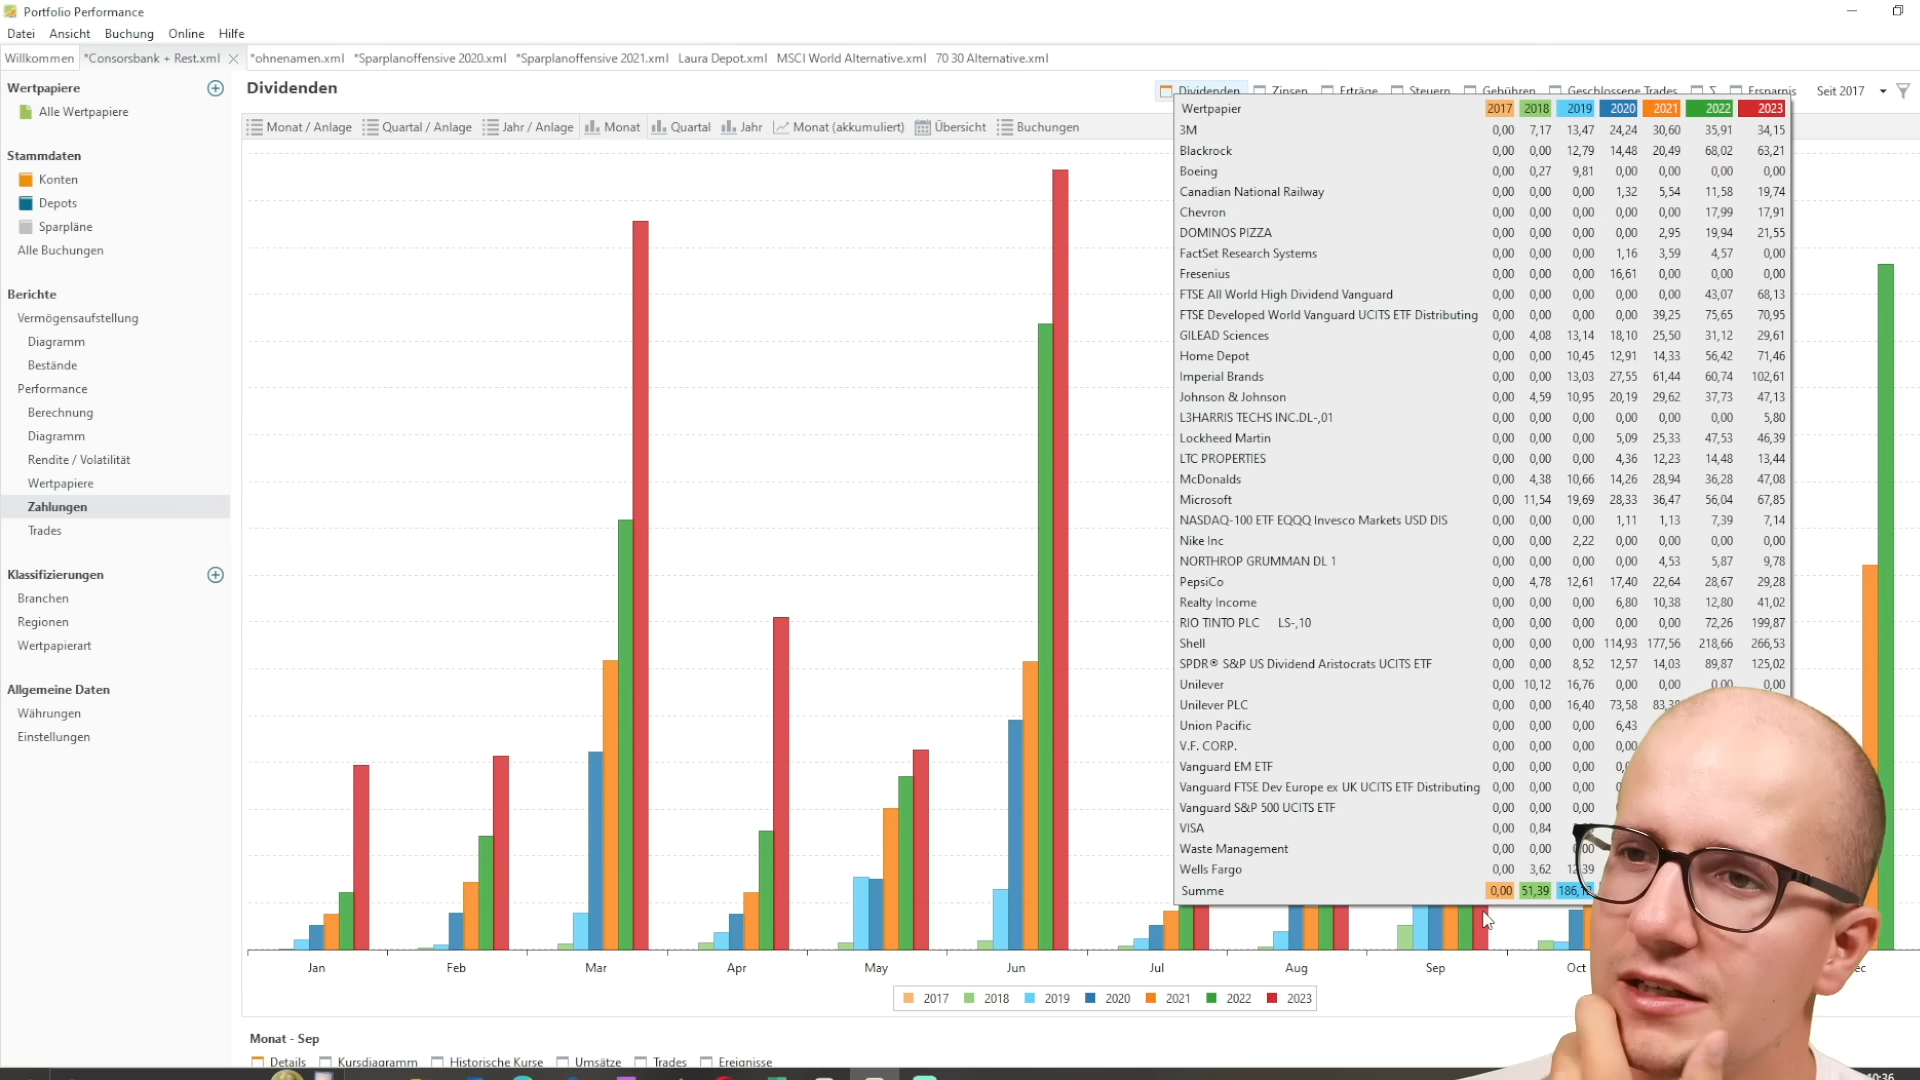 Portfolio Performance
Datei Ansicht Buchung Online Hilfe
Willkommen *Consorsbank + Rest.xml *ohnenamen.xml *Sparplanoffensive 2020.xml *Sparplanoffensive 2021.xml Laura Depot.xml MSCI World Alternative.xml 70 30 Alternative.xml
Wertpapiere
Alle Wertpapiere
Stammdaten
Konten
Depots
Sparpläne
Alle Buchungen
Berichte
Vermögensaufstellung
Diagramm
Bestände
Performance
Berechnung
Diagramm
Rendite / Volatilität
Wertpapiere
Zahlungen
Trades
Klassifizierungen
Branchen
Regionen
Wertpapierart
Allgemeine Daten
Währungen
Einstellungen
Dividenden
Dividenden Zinsen Erträge Steuern Gebühren Geschlossene Trades Σ Ersparnis Seit 2017
Monat / Anlage Quartal / Anlage Jahr / Anlage Monat Quartal Jahr Monat (akkumuliert) Übersicht Buchungen
Wertpapier 2017 2018 2019 2020 2021 2022 2023
3M 0,00 7,17 13,47 24,24 30,60 35,91 34,15
Blackrock 0,00 0,00 12,79 14,48 20,49 68,02 63,21
Boeing 0,00 0,27 9,81 0,00 0,00 0,00 0,00
Canadian National Railway 0,00 0,00 0,00 1,32 5,54 11,58 19,74
Chevron 0,00 0,00 0,00 0,00 0,00 17,99 17,91
DOMINOS PIZZA 0,00 0,00 0,00 0,00 2,95 19,94 21,55
FactSet Research Systems 0,00 0,00 0,00 1,16 3,59 4,57 0,00
Fresenius 0,00 0,00 0,00 16,61 0,00 0,00 0,00
FTSE All World High Dividend Vanguard 0,00 0,00 0,00 0,00 0,00 43,07 68,13
FTSE Developed World Vanguard UCITS ETF Distributing 0,00 0,00 0,00 0,00 39,25 75,65 70,95
GILEAD Sciences 0,00 4,08 13,14 18,10 25,50 31,12 29,61
Home Depot 0,00 0,00 10,45 12,91 14,33 56,42 71,46
Imperial Brands 0,00 0,00 13,03 27,55 61,44 60,74 102,61
Johnson & Johnson 0,00 4,59 10,95 20,19 29,62 37,73 47,13
L3HARRIS TECHS INC.DL-,01 0,00 0,00 0,00 0,00 0,00 0,00 5,80
Lockheed Martin 0,00 0,00 0,00 5,09 25,33 47,53 46,39
LTC PROPERTIES 0,00 0,00 0,00 4,36 12,23 14,48 13,44
McDonalds 0,00 4,38 10,66 14,26 28,94 36,28 47,08
Microsoft 0,00 11,54 19,69 28,33 36,47 56,04 67,85
NASDAQ-100 ETF EQQQ Invesco Markets USD DIS 0,00 0,00 0,00 1,11 1,13 7,39 7,14
Nike Inc 0,00 0,00 2,22 0,00 0,00 0,00 0,00
NORTHROP GRUMMAN DL 1 0,00 0,00 0,00 0,00 4,53 5,87 9,78
PepsiCo 0,00 4,78 12,61 17,40 22,64 28,67 29,28
Realty Income 0,00 0,00 0,00 6,80 10,38 12,80 41,02
RIO TINTO PLC LS-,10 0,00 0,00 0,00 0,00 0,00 72,26 199,87
Shell 0,00 0,00 0,00 114,93 177,56 218,66 266,53
SPDR® S&P US Dividend Aristocrats UCITS ETF 0,00 0,00 8,52 12,57 14,03 89,87 125,02
Unilever 0,00 10,12 16,76 0,00 0,00 0,00 0,00
Unilever PLC 0,00 0,00 16,40 73,58
Union Pacific 0,00 0,00 0,00 6,43
V.F. CORP. 0,00 0,00 0,00 0,00
Vanguard EM ETF 0,00 0,00 0,00
Vanguard FTSE Dev Europe ex UK UCITS ETF Distributing 0,00 0,00 0,00
Vanguard S&P 500 UCITS ETF 0,00 0,00 0,00
VISA 0,00 0,84
Waste Management 0,00 0,00
Wells Fargo 0,00 3,62
Summe 0,00 51,39
Jan Feb Mar Apr May Jun Jul Aug Sep Oct
2017 2018 2019 2020 2021 2022 2023
Monat - Sep
Details Kursdiagramm Historische Kurse Umsätze Trades Ereignisse